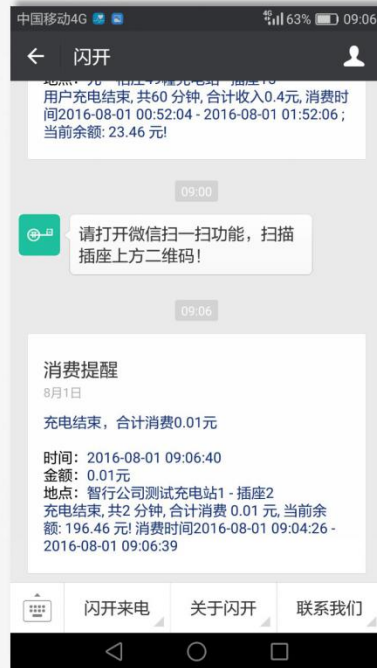 中国移动4G 4G 63% 09:06
闪开
用户充电结束, 共60 分钟, 合计收入0.4元, 消费时
间2016-08-01 00:52:04 - 2016-08-01 01:52:06 ;
当前余额: 23.46 元!
09:00
请打开微信扫一扫功能，扫描
插座上方二维码！
09:06
消费提醒
8月1日
充电结束，合计消费0.01元
时间：2016-08-01 09:06:40
金额：0.01元
地点：智行公司测试充电站1 - 插座2
充电结束, 共2 分钟, 合计消费 0.01 元, 当前余
额: 196.46 元! 消费时间2016-08-01 09:04:26 -
2016-08-01 09:06:39
闪开来电 关于闪开 联系我们